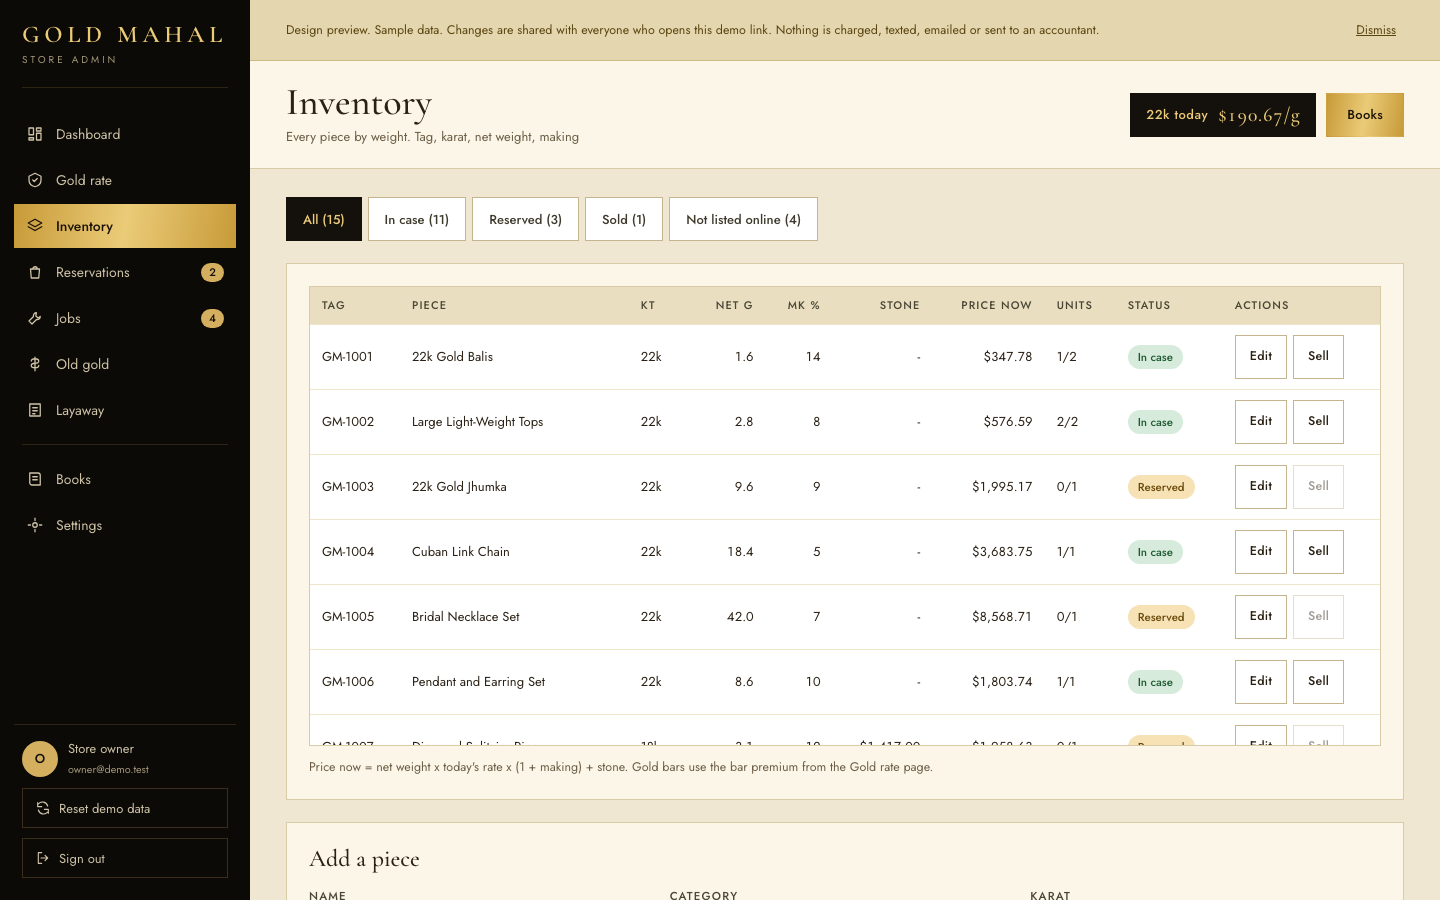 GOLD MAHAL
STORE ADMIN
Dashboard
Gold rate
Inventory
Reservations 2
Jobs 4
Old gold
Layaway
Books
Settings
O
Store owner
owner@demo.test
Reset demo data
Sign out
Design preview. Sample data. Changes are shared with everyone who opens this demo link. Nothing is charged, texted, emailed or sent to an accountant. Dismiss
Inventory
Every piece by weight. Tag, karat, net weight, making
22k today $190.67/g Books
All (15) In case (11) Reserved (3) Sold (1) Not listed online (4)
TAG PIECE KT NET G MK % STONE PRICE NOW UNITS STATUS ACTIONS
GM-1001 22k Gold Balis 22k 1.6 14 - $347.78 1/2 In case Edit Sell
GM-1002 Large Light-Weight Tops 22k 2.8 8 - $576.59 2/2 In case Edit Sell
GM-1003 22k Gold Jhumka 22k 9.6 9 - $1,995.17 0/1 Reserved Edit Sell
GM-1004 Cuban Link Chain 22k 18.4 5 - $3,683.75 1/1 In case Edit Sell
GM-1005 Bridal Necklace Set 22k 42.0 7 - $8,568.71 0/1 Reserved Edit Sell
GM-1006 Pendant and Earring Set 22k 8.6 10 - $1,803.74 1/1 In case Edit Sell
Price now = net weight x today's rate x (1 + making) + stone. Gold bars use the bar premium from the Gold rate page.
Add a piece
NAME CATEGORY KARAT